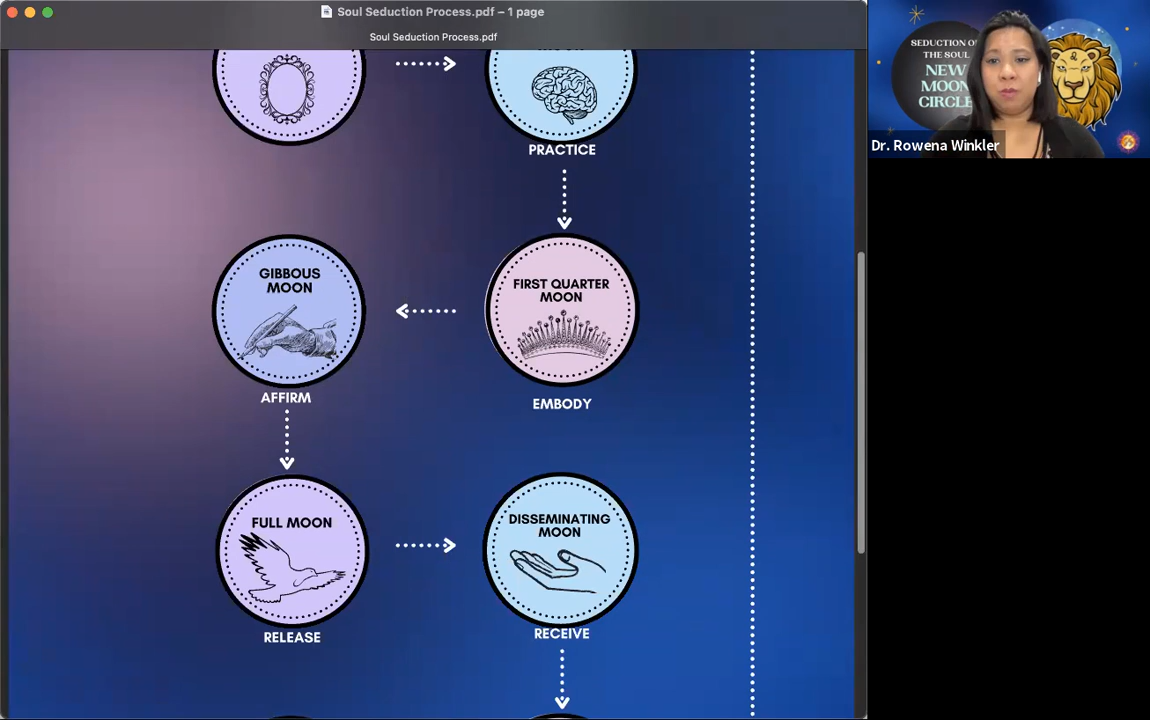 Soul Seduction Process.pdf – 1 page
Soul Seduction Process.pdf
PRACTICE
GIBBOUS
MOON
AFFIRM
FIRST QUARTER
MOON
EMBODY
FULL MOON
RELEASE
DISSEMINATING
MOON
RECEIVE
SEDUCTION OF
THE SOUL
NEW
MOON
CIRCLE
Dr. Rowena Winkler